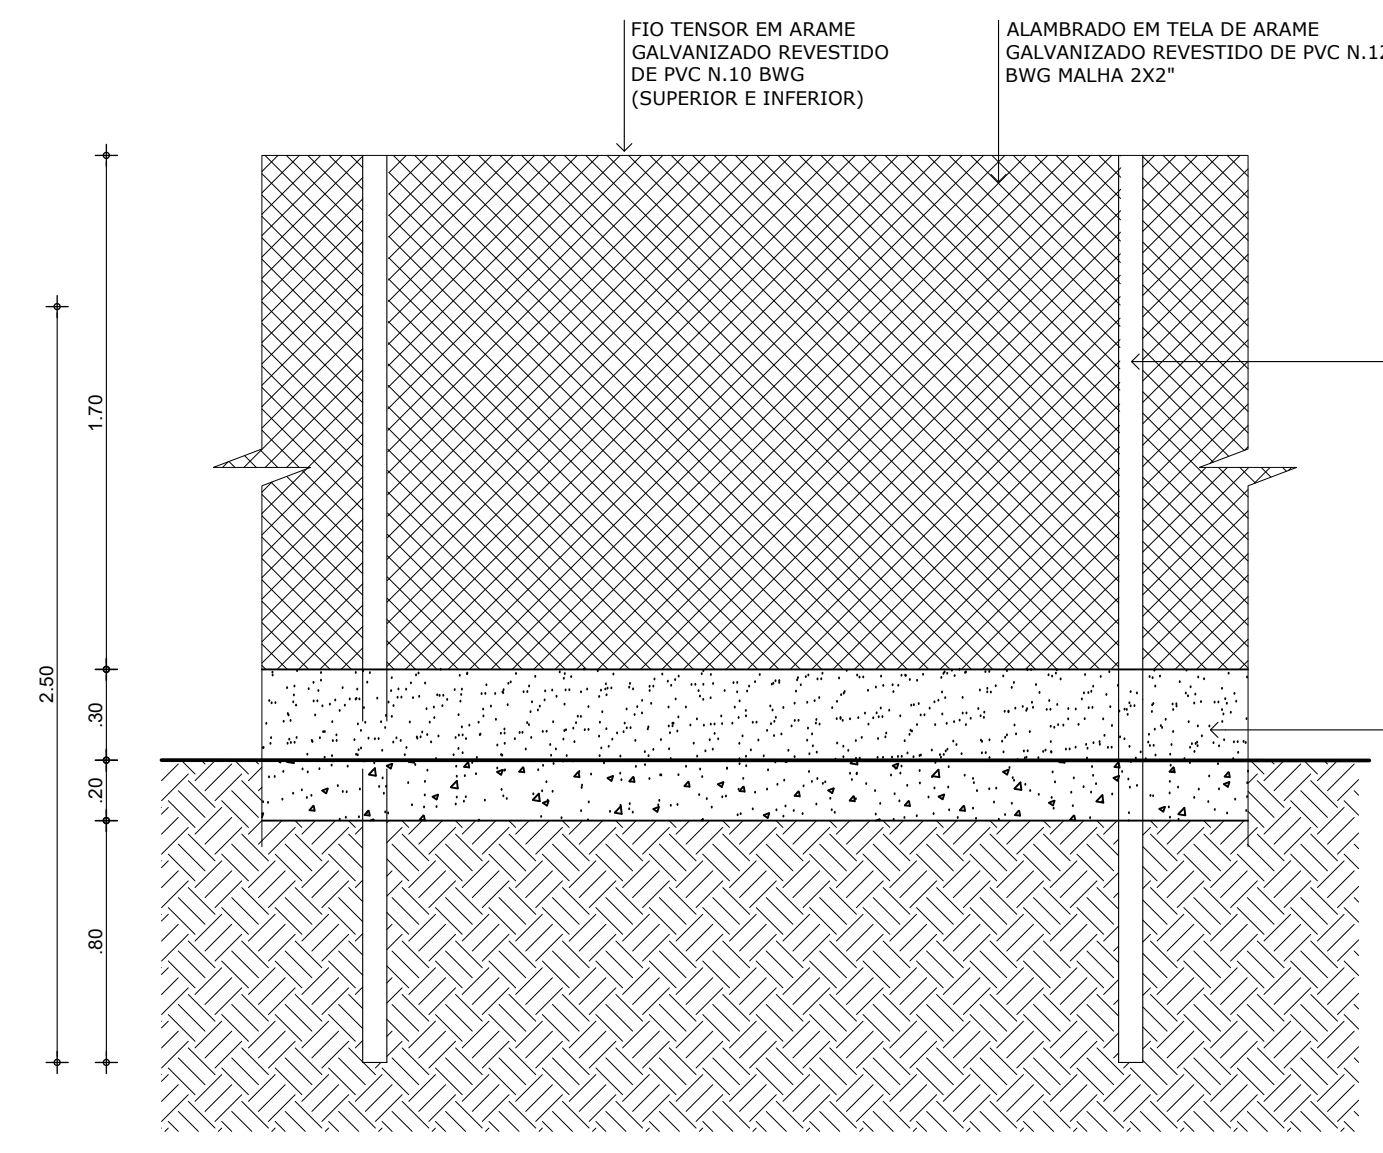 FIO TENSOR EM ARAME
GALVANIZADO REVESTIDO
DE PVC N.10 BWG
(SUPERIOR E INFERIOR)
ALAMBRADO EM TELA DE ARAME
GALVANIZADO REVESTIDO DE PVC N.12
BWG MALHA 2X2"
1.70
2.50
.30
.20
.80